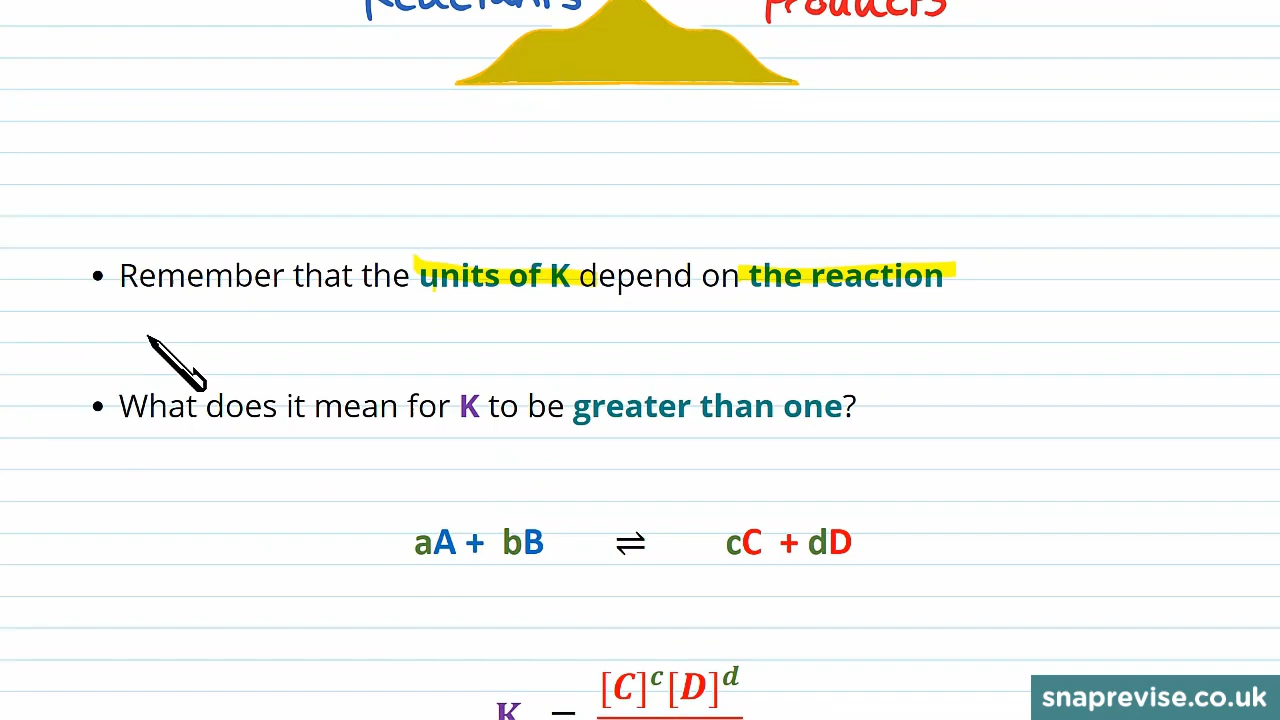 Reactants Products
• Remember that the units of K depend on the reaction
• What does it mean for K to be greater than one?
aA + bB ⇌ cC + dD
[C]ᶜ[D]ᵈ
K =
snaprevise.co.uk